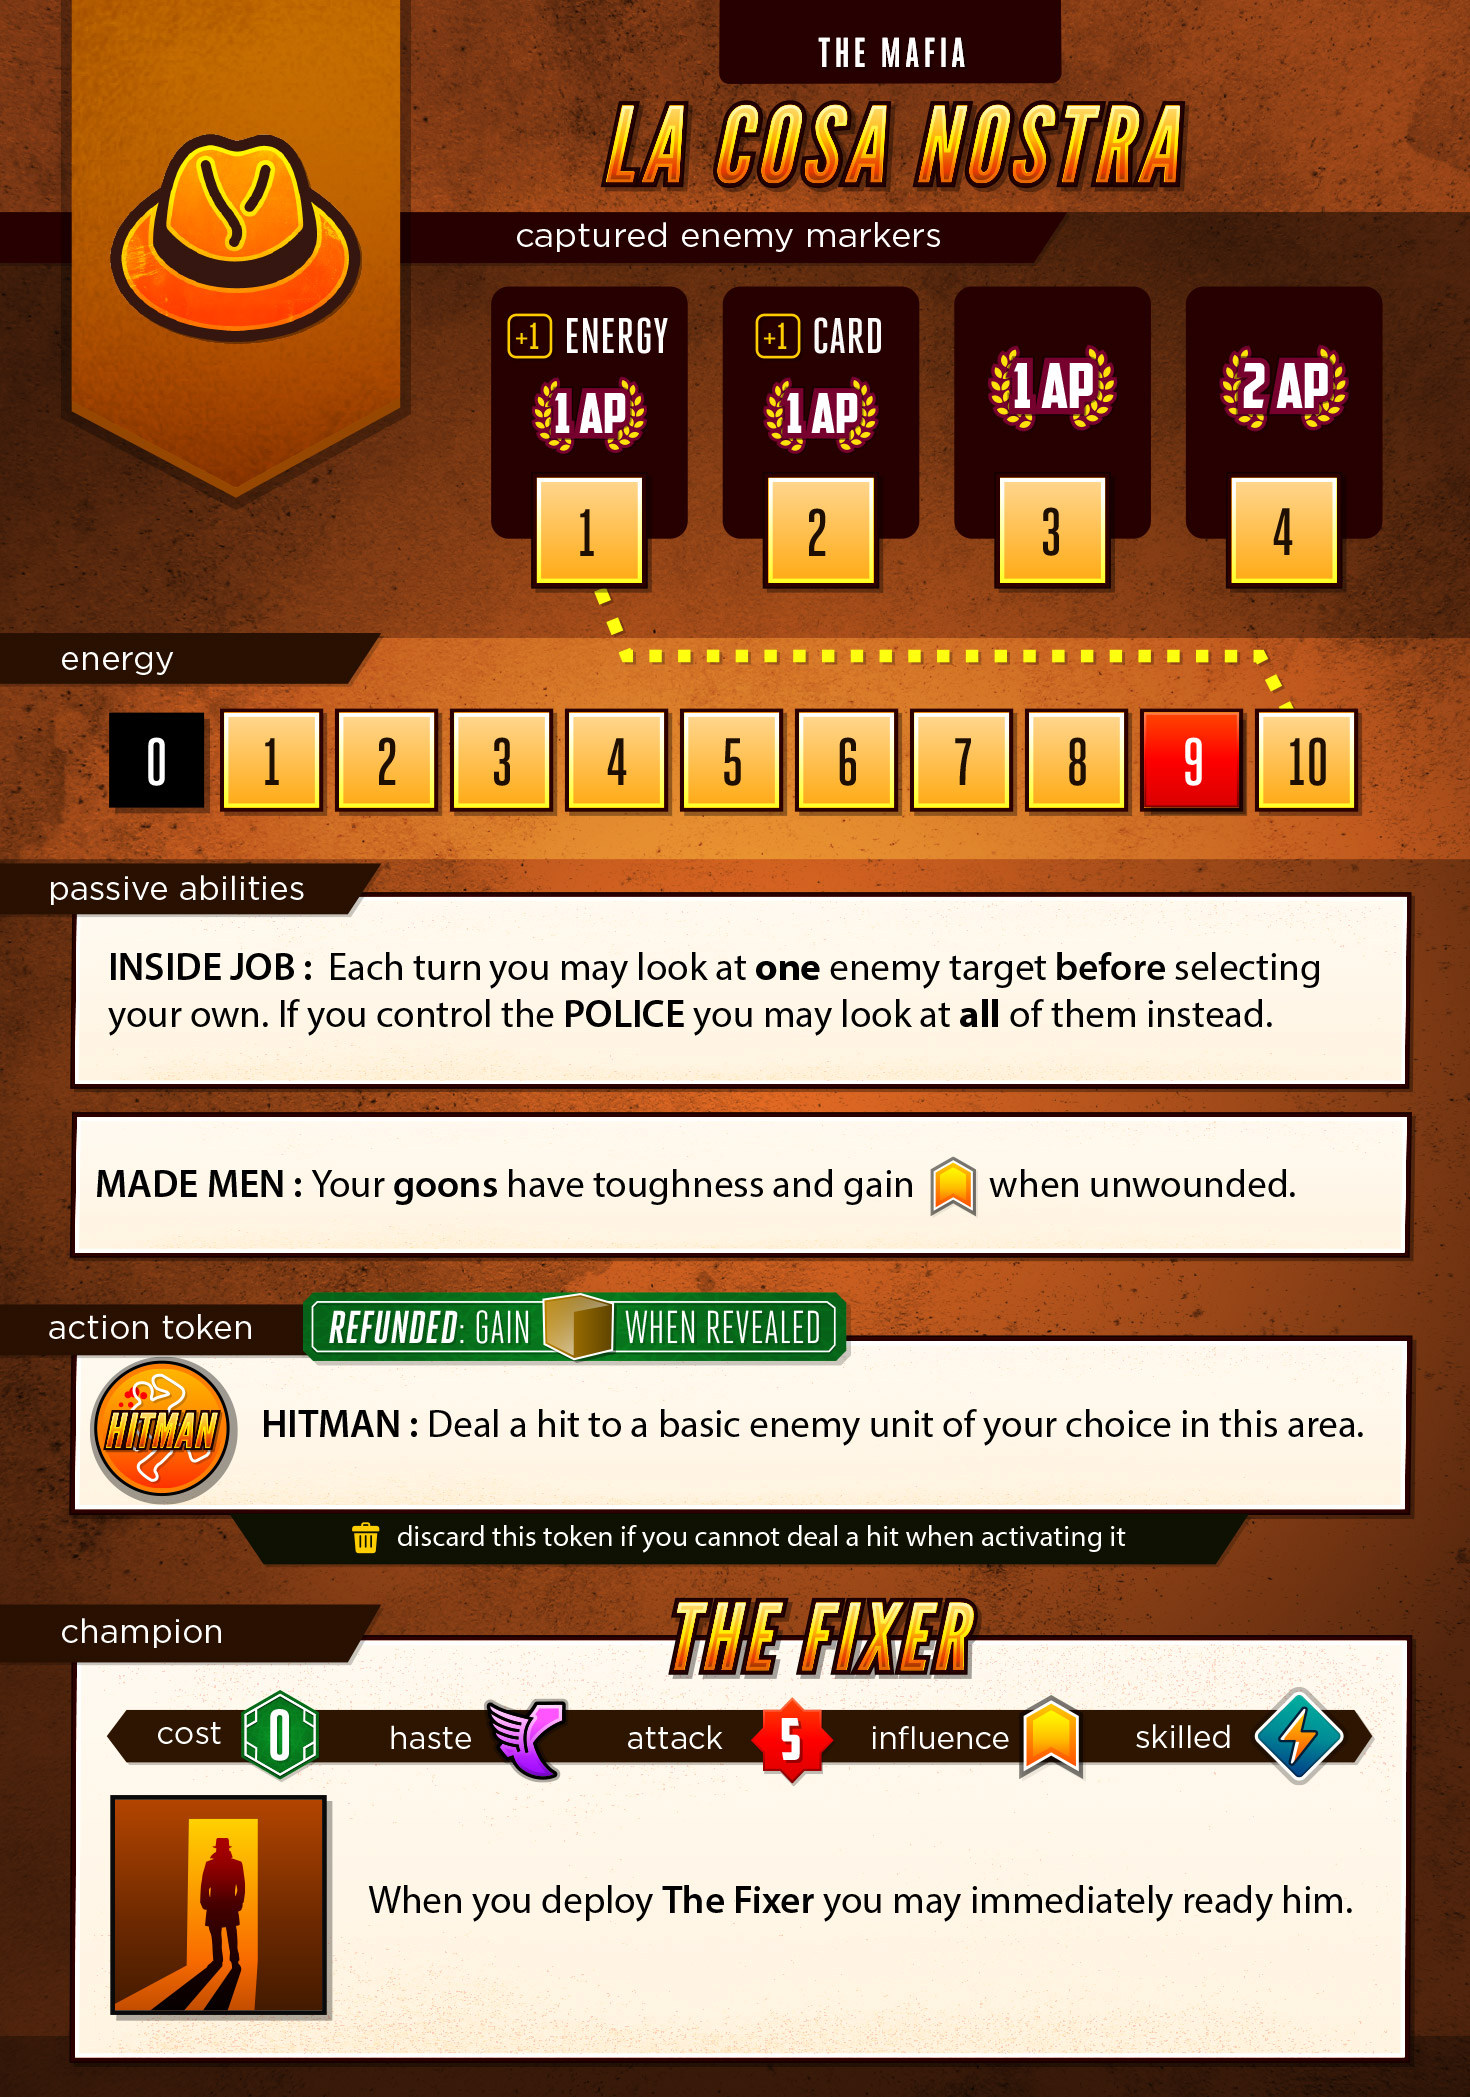 THE MAFIA
LA COSA NOSTRA
captured enemy markers
+1 ENERGY
1 AP
1
+1 CARD
1 AP
2
1 AP
3
2 AP
4
energy
0 1 2 3 4 5 6 7 8 9 10
passive abilities
INSIDE JOB : Each turn you may look at one enemy target before selecting
your own. If you control the POLICE you may look at all of them instead.
MADE MEN : Your goons have toughness and gain when unwounded.
action token
REFUNDED: GAIN WHEN REVEALED
HITMAN
HITMAN : Deal a hit to a basic enemy unit of your choice in this area.
discard this token if you cannot deal a hit when activating it
champion
THE FIXER
cost 0 haste attack 5 influence skilled
When you deploy The Fixer you may immediately ready him.